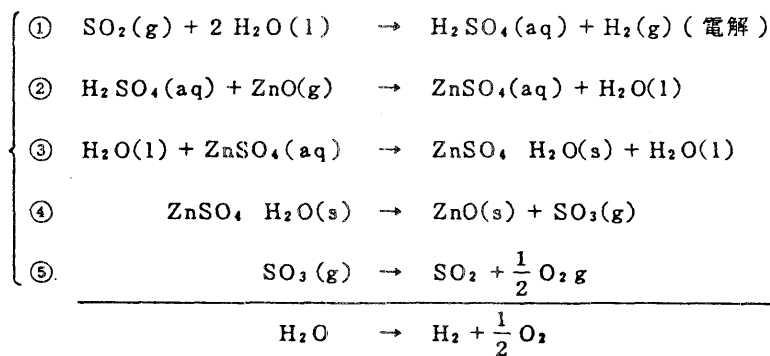 ① SO₂(g) + 2 H₂O(l) → H₂SO₄(aq) + H₂(g) (電解)
② H₂SO₄(aq) + ZnO(g) → ZnSO₄(aq) + H₂O(l)
③ H₂O(l) + ZnSO₄(aq) → ZnSO₄ H₂O(s) + H₂O(l)
④ ZnSO₄ H₂O(s) → ZnO(s) + SO₃(g)
⑤. SO₃(g) → SO₂ + 1/2 O₂ g
H₂O → H₂ + 1/2 O₂